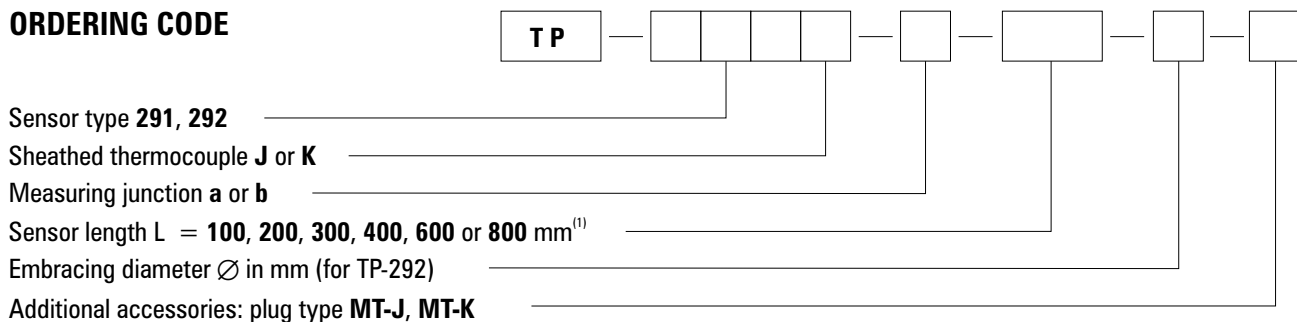 ORDERING CODE
T P
Sensor type 291, 292
Sheathed thermocouple J or K
Measuring junction a or b
Sensor length L = 100, 200, 300, 400, 600 or 800 mm(1)
Embracing diameter ∅ in mm (for TP-292)
Additional accessories: plug type MT-J, MT-K